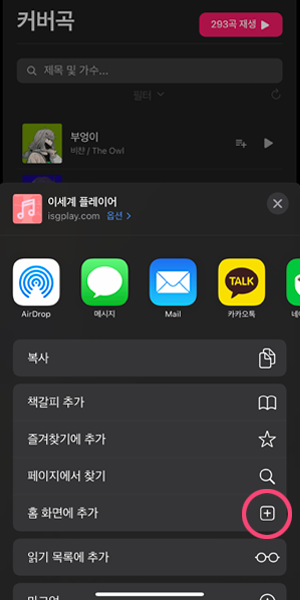 커버곡
293곡 재생
제목 및 가수...
필터
부엉이
비챤 / The Owl
이세계 플레이어
isgplay.com 옵션
AirDrop
메시지
Mail
TALK
카카오톡
복사
책갈피 추가
즐겨찾기에 추가
페이지에서 찾기
홈 화면에 추가
읽기 목록에 추가